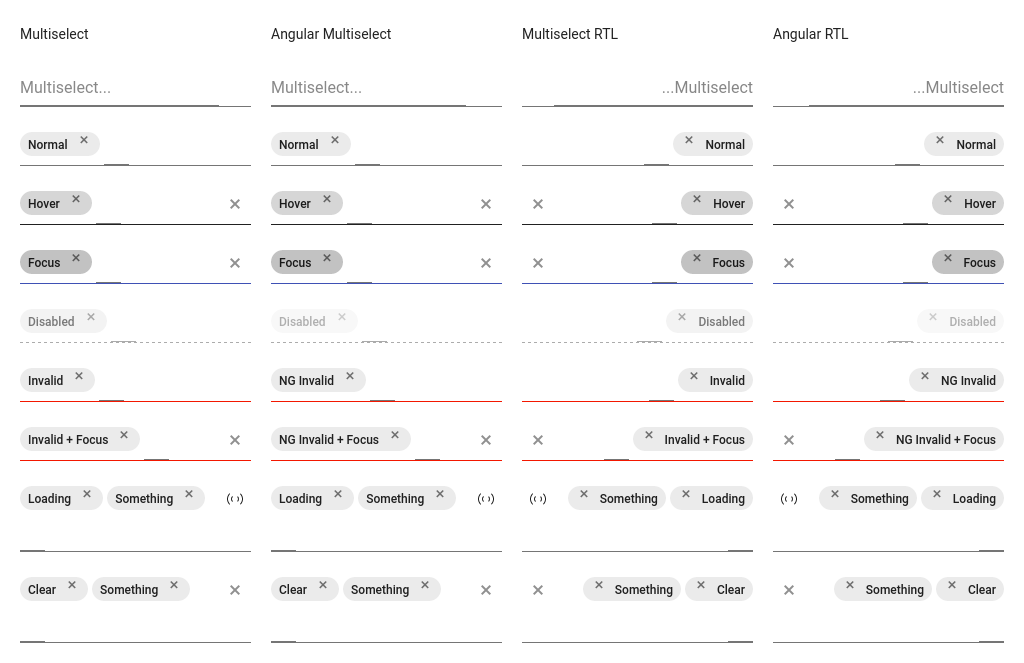 Multiselect Angular Multiselect Multiselect RTL Angular RTL
Multiselect... Multiselect... ...Multiselect ...Multiselect
Normal Normal Normal Normal
Hover Hover Hover Hover
Focus Focus Focus Focus
Disabled Disabled Disabled Disabled
Invalid NG Invalid Invalid NG Invalid
Invalid + Focus NG Invalid + Focus Invalid + Focus NG Invalid + Focus
Loading Something Loading Something Something Loading Something Loading
Clear Something Clear Something Something Clear Something Clear